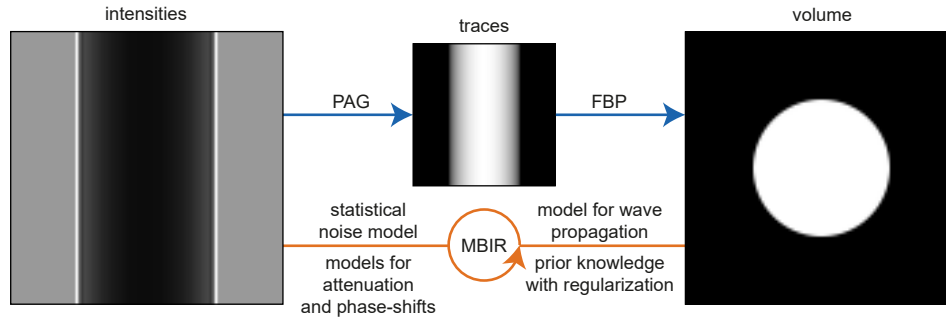 intensities
traces
volume
PAG
FBP
statistical
noise model
models for
attenuation
and phase-shifts
MBIR
model for wave
propagation
prior knowledge
with regularization